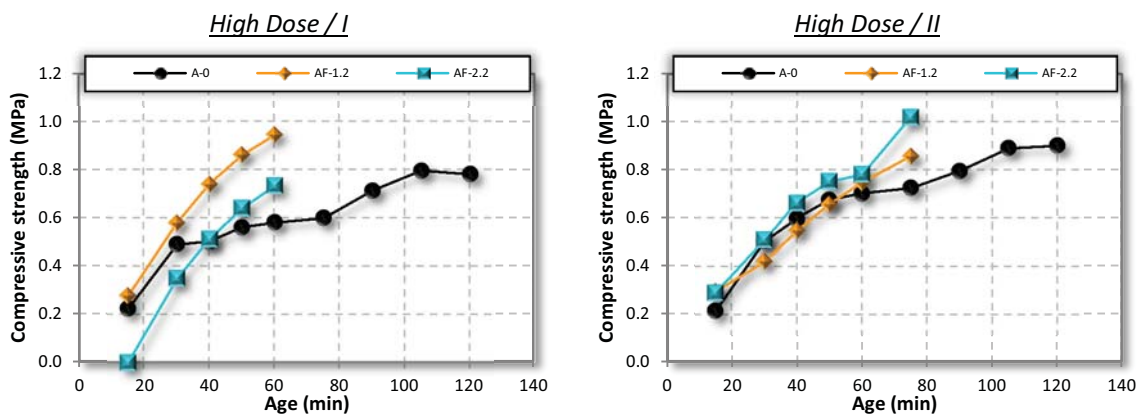 High Dose / I
1.2
1.0
0.8
0.6
0.4
0.2
0.0
A-0 AF-1.2 AF-2.2
Compressive strength (MPa)
0 20 40 60 80 100 120 140
Age (min)
High Dose / II
1.2
1.0
0.8
0.6
0.4
0.2
0.0
A-0 AF-1.2 AF-2.2
Compressive strength (MPa)
0 20 40 60 80 100 120 140
Age (min)